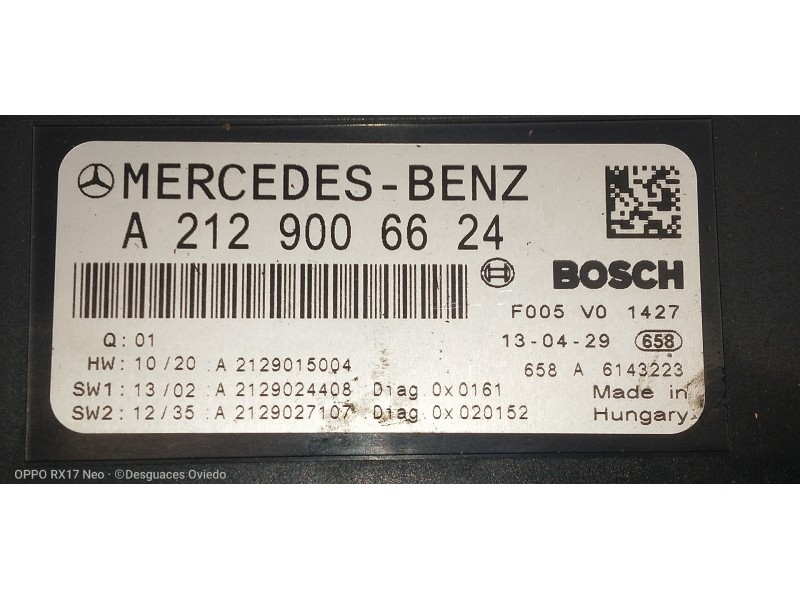 MERCEDES-BENZ
A 212 900 66 24
BOSCH
F005 V0 1427
Q: 01
13-04-29 658
HW: 10/20 :A 2129015004
658 A 6143223
SW1: 13/02 :A 2129024408 Diag.0x0161
Made in
SW2: 12/35 :A 2129027107 Diag.0x020152
Hungary
OPPO RX17 Neo · ©Desguaces Oviedo